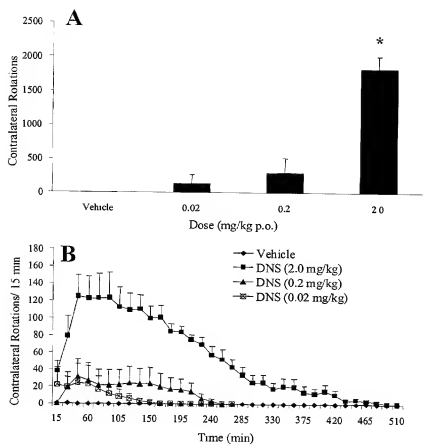 A
Contralateral Rotations
2500
2000
1500
1000
500
0
*
Vehicle
0.02
0.2
2 0
Dose (mg/kg p.o.)
B
Contralateral Rotations/ 15 min
180
160
140
120
100
80
60
40
20
0
Vehicle
DNS (2.0 mg/kg)
DNS (0.2 mg/kg)
DNS (0.02 mg/kg)
15 60 105 150 195 240 285 330 375 420 465 510
Time (min)